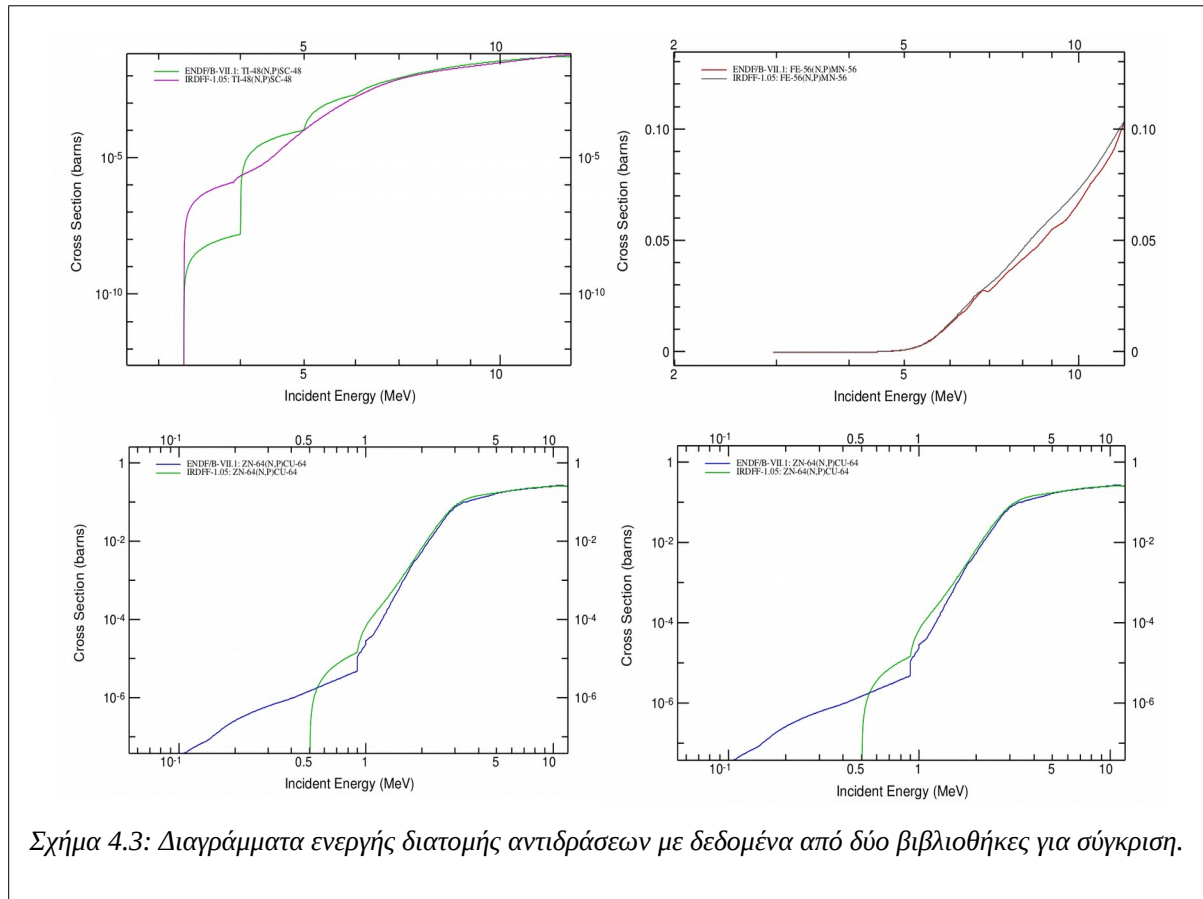 5 10
ENDF/B-VII.1: TI-48(N,P)SC-48
IRDFF-1.05: TI-48(N,P)SC-48
Cross Section (barns)
10-5 10-5
10-10 10-10
5 10
Incident Energy (MeV)
2 5 10
ENDF/B-VII.1: FE-56(N,P)MN-56
IRDFF-1.05: FE-56(N,P)MN-56
Cross Section (barns)
0.10 0.10
0.05 0.05
0 0
2 5 10
Incident Energy (MeV)
10-1 0.5 1 5 10
ENDF/B-VII.1: ZN-64(N,P)CU-64
IRDFF-1.05: ZN-64(N,P)CU-64
Cross Section (barns)
1 1
10-2 10-2
10-4 10-4
10-6 10-6
10-1 0.5 1 5 10
Incident Energy (MeV)
10-1 0.5 1 5 10
ENDF/B-VII.1: ZN-64(N,P)CU-64
IRDFF-1.05: ZN-64(N,P)CU-64
Cross Section (barns)
1 1
10-2 10-2
10-4 10-4
10-6 10-6
10-1 0.5 1 5 10
Incident Energy (MeV)
Σχήμα 4.3: Διαγράμματα ενεργής διατομής αντιδράσεων με δεδομένα από δύο βιβλιοθήκες για σύγκριση.